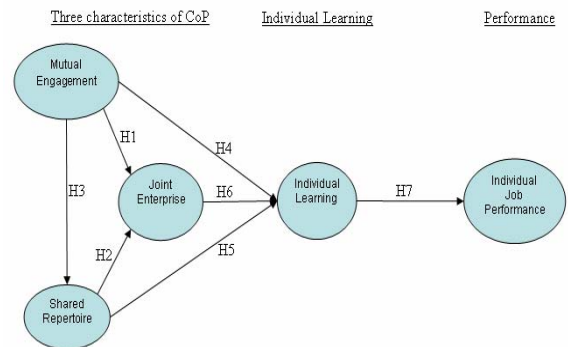 Three characteristics of CoP
Individual Learning
Performance
Mutual
Engagement
H1
H4
H3
Joint
Enterprise
H6
Individual
Learning
H7
Individual
Job
Performance
H2
H5
Shared
Repertoire